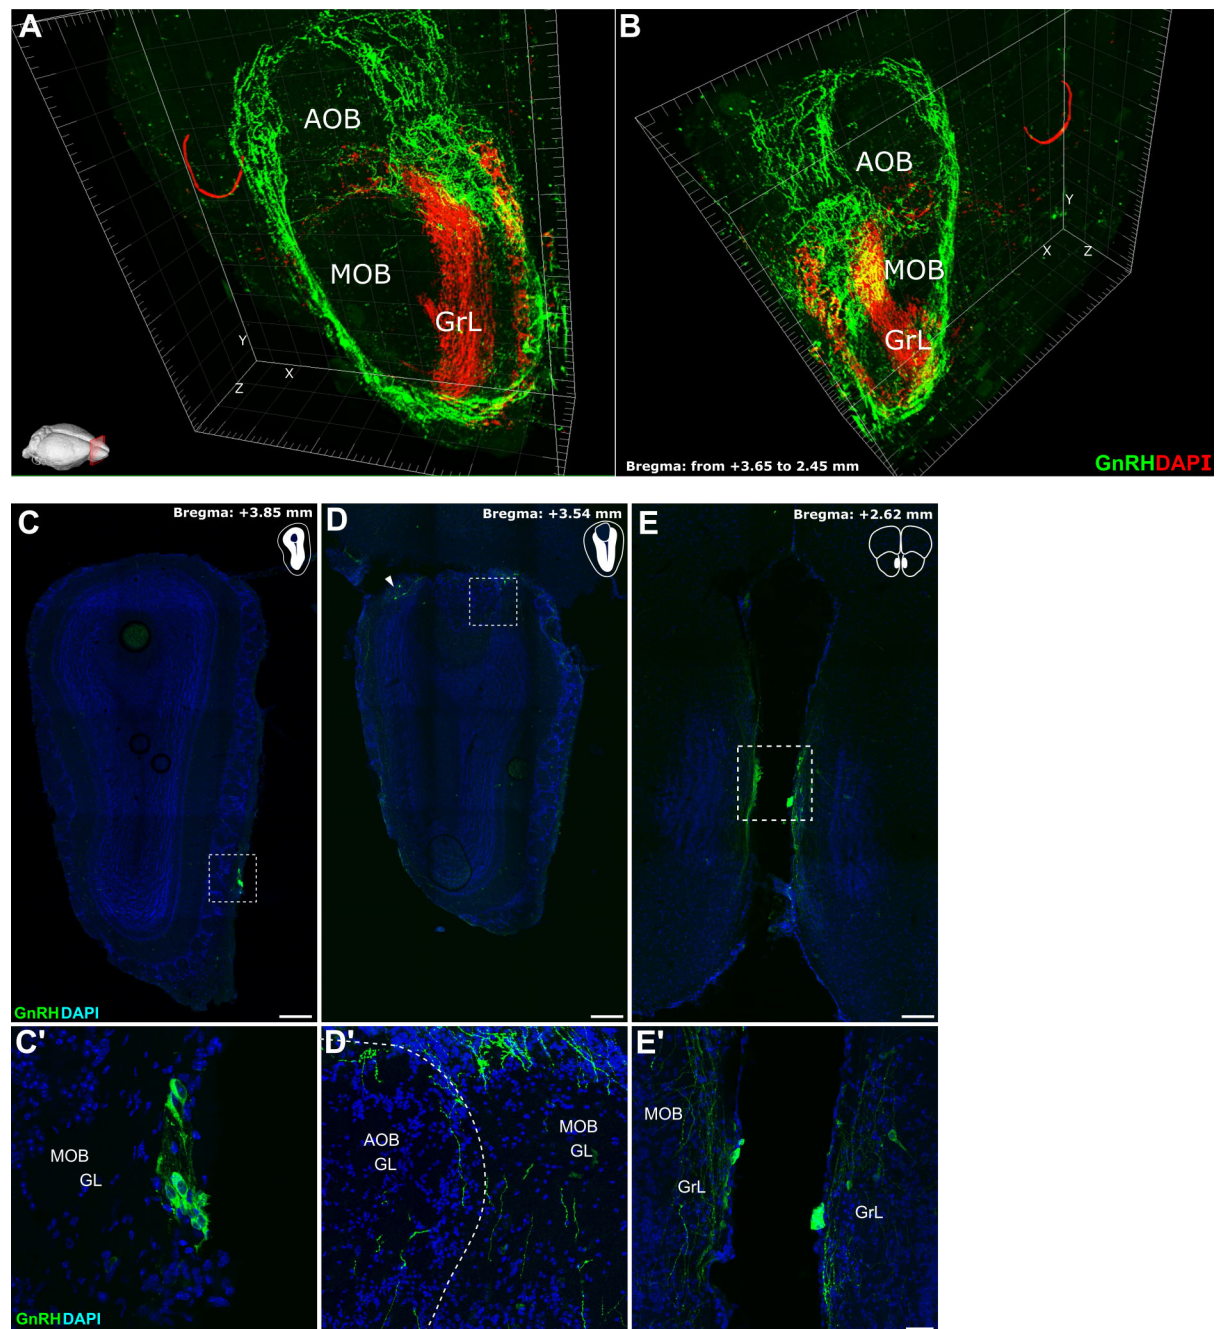 A
AOB
MOB
GrL
Y
Z
X
B
AOB
MOB
GrL
Y
X
Z
Bregma: from +3.65 to 2.45 mm
GnRHDAPI
C
Bregma: +3.85 mm
D
Bregma: +3.54 mm
E
Bregma: +2.62 mm
GnRHDAPI
C'
MOB
GL
GnRHDAPI
D'
AOB
GL
MOB
GL
E'
MOB
GrL
GrL